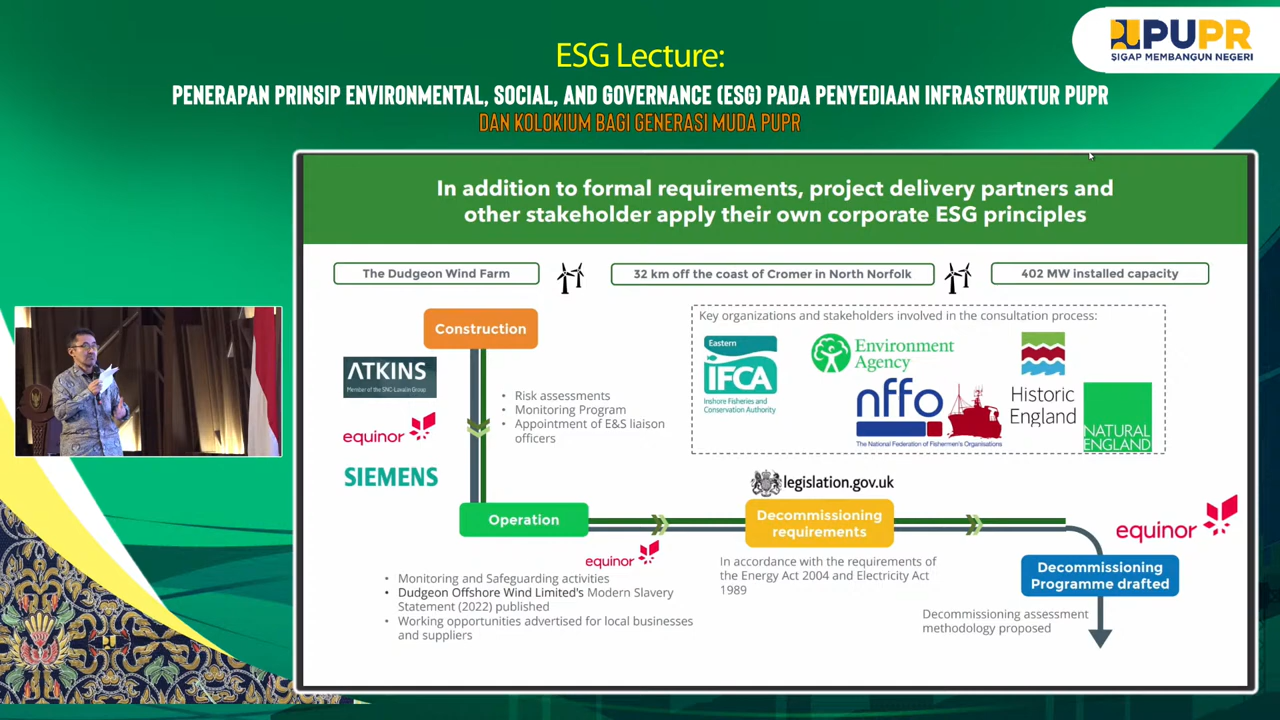 ESG Lecture:
PUPR
SIGAP MEMBANGUN NEGERI
PENERAPAN PRINSIP ENVIRONMENTAL, SOCIAL, AND GOVERNANCE (ESG) PADA PENYEDIAAN INFRASTRUKTUR PUPR
DAN KOLOKIUM BAGI GENERASI MUDA PUPR
In addition to formal requirements, project delivery partners and
other stakeholder apply their own corporate ESG principles
The Dudgeon Wind Farm
32 km off the coast of Cromer in North Norfolk
402 MW installed capacity
Construction
ATKINS
Member of the SNC-Lavalin Group
equinor
SIEMENS
• Risk assessments
• Monitoring Program
• Appointment of E&S liaison
officers
Key organizations and stakeholders involved in the consultation process:
Eastern
IFCA
Inshore Fisheries and
Conservation Authority
Environment
Agency
nffo
The National Federation of Fishermen's Organisations
Historic
England
NATURAL
ENGLAND
Operation
equinor
• Monitoring and Safeguarding activities
• Dudgeon Offshore Wind Limited's Modern Slavery
Statement (2022) published
• Working opportunities advertised for local businesses
and suppliers
legislation.gov.uk
Decommissioning
requirements
In accordance with the requirements of
the Energy Act 2004 and Electricity Act
1989
equinor
Decommissioning
Programme drafted
Decommissioning assessment
methodology proposed